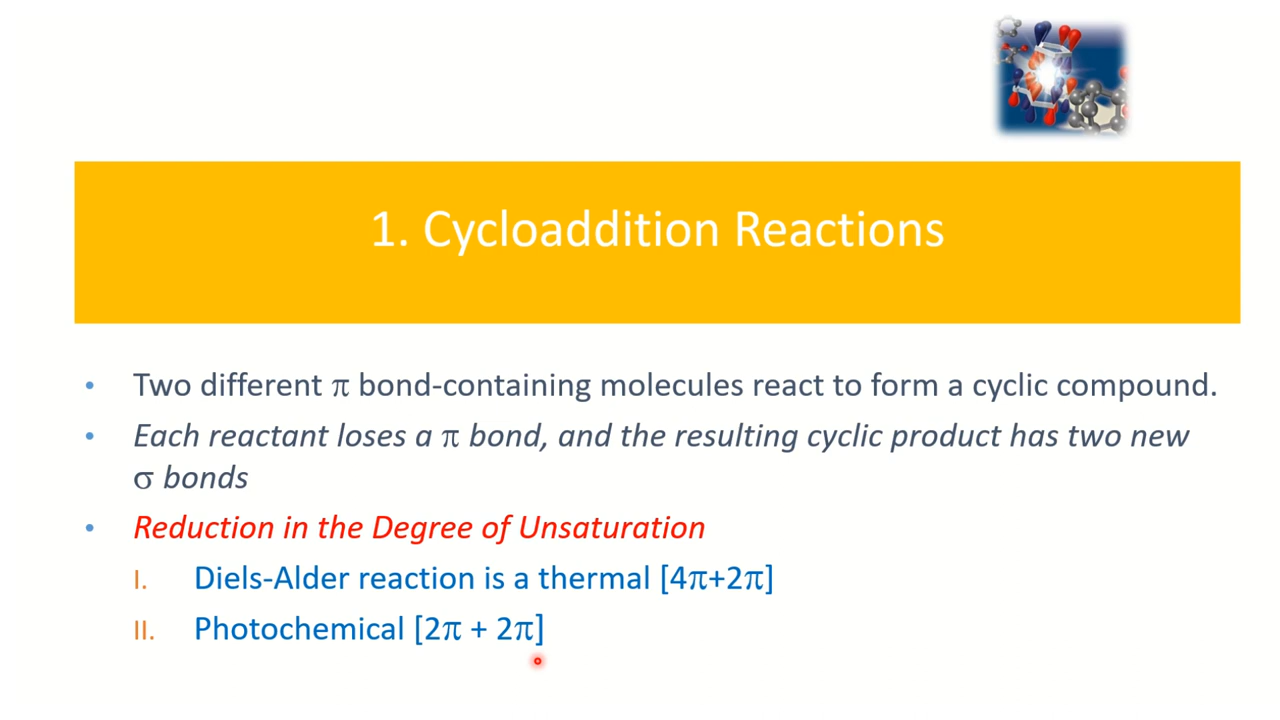 1. Cycloaddition Reactions
• Two different π bond-containing molecules react to form a cyclic compound.
• Each reactant loses a π bond, and the resulting cyclic product has two new
σ bonds
• Reduction in the Degree of Unsaturation
I. Diels-Alder reaction is a thermal [4π+2π]
II. Photochemical [2π + 2π]